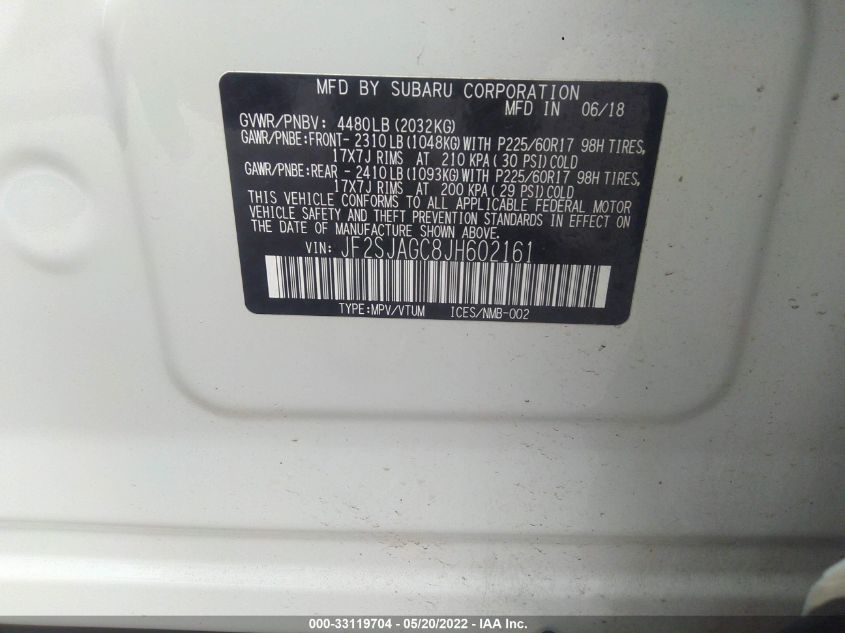 MFD BY SUBARU CORPORATION
MFD IN 06/18
GVWR/PNBV: 4480LB(2032KG)
GAWR/PNBE:FRONT- 2310LB(1048KG)WITH P225/60R17 98H TIRES,
17X7J RIMS AT 210 KPA(30 PSI)COLD
GAWR/PNBE:REAR - 2410LB(1093KG)WITH P225/60R17 98H TIRES,
17X7J RIMS AT 200 KPA(29 PSI)COLD
THIS VEHICLE CONFORMS TO ALL APPLICABLE FEDERAL MOTOR
VEHICLE SAFETY AND THEFT PREVENTION STANDARDS IN EFFECT ON
THE DATE OF MANUFACTURE SHOWN ABOVE.
VIN: JF2SJAGC8JH602161
TYPE:MPV/VTUM ICES/NMB-002
000-33119704 - 05/20/2022 - IAA Inc.